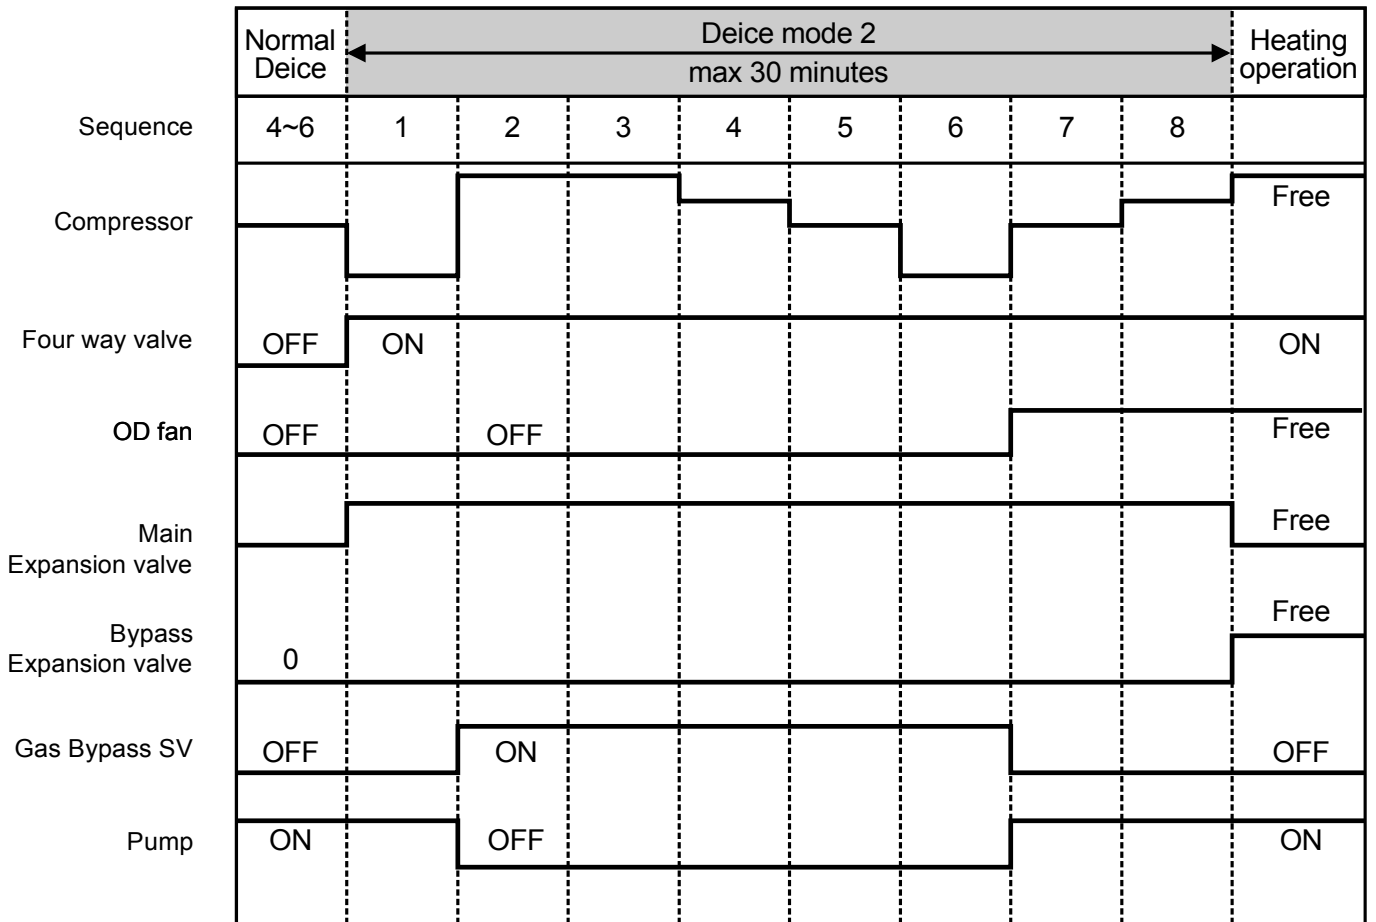 Normal
Deice
Deice mode 2
max 30 minutes
Heating
operation
Sequence 4~6 1 2 3 4 5 6 7 8
Compressor Free
Four way valve OFF ON ON
OD fan OFF OFF Free
Main
Expansion valve
Free
Bypass
Expansion valve
0
Free
Gas Bypass SV OFF ON OFF
Pump ON OFF ON